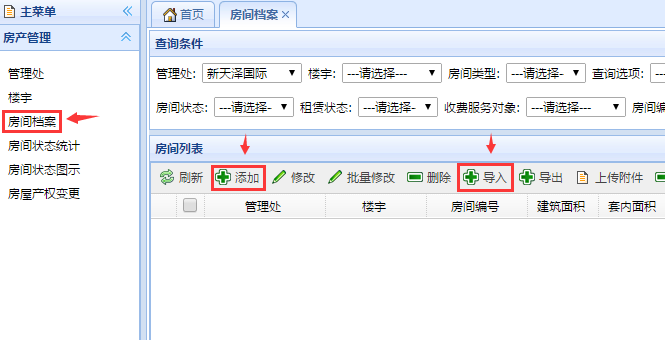 主菜单
首页
房间档案
房产管理
查询条件
管理处
楼宇
房间档案
房间状态统计
房间状态图示
房屋产权变更
管理处: 新天泽国际 楼宇: ---请选择--- 房间类型: ---请选择- 查询选项: ---请
房间状态: ---请选择- 租赁状态: ---请选择- 收费服务对象: ---请选择--- 房间编
房间列表
刷新 添加 修改 批量修改 删除 导入 导出 上传附件
管理处 楼宇 房间编号 建筑面积 套内面积